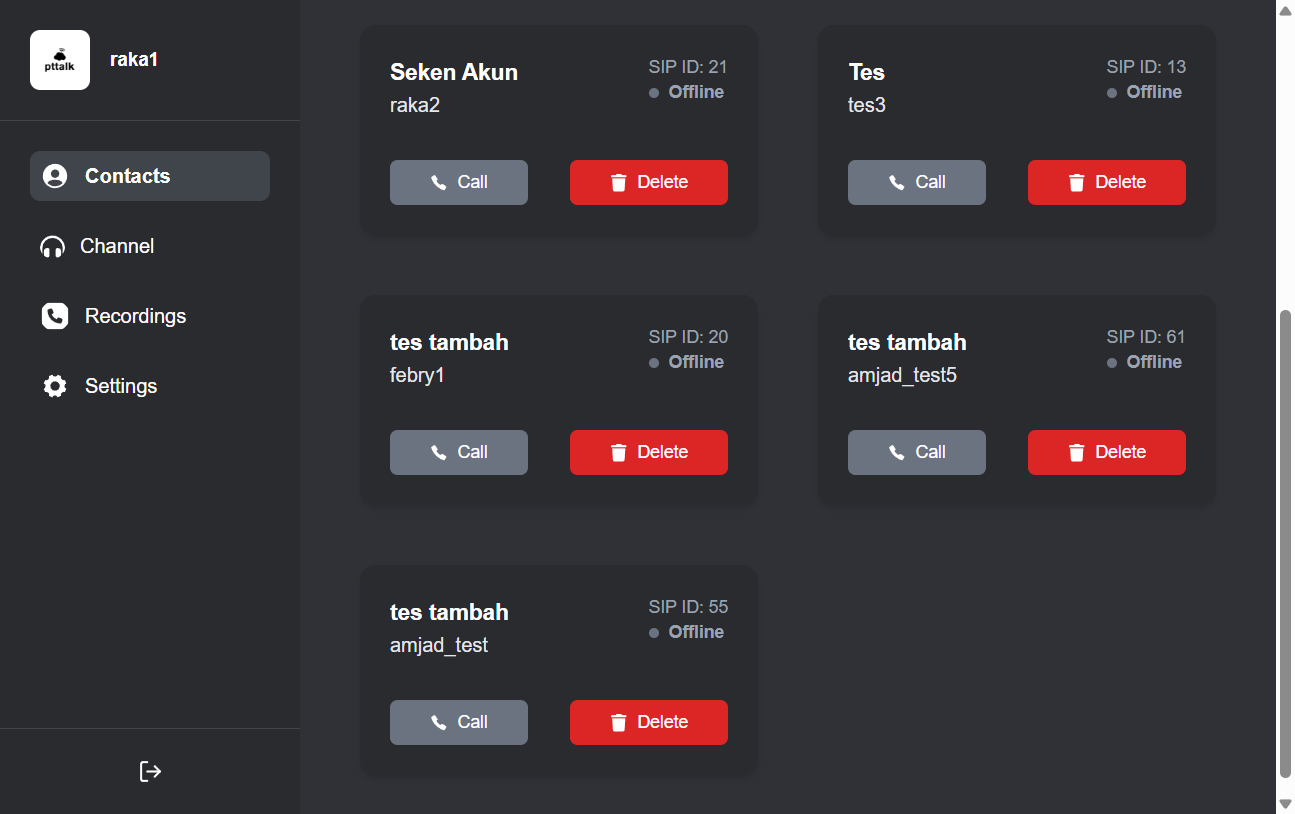 pttalk
raka1
Contacts
Channel
Recordings
Settings
Seken Akun
raka2
SIP ID: 21
Offline
Call
Delete
Tes
tes3
SIP ID: 13
Offline
Call
Delete
tes tambah
febry1
SIP ID: 20
Offline
Call
Delete
tes tambah
amjad_test5
SIP ID: 61
Offline
Call
Delete
tes tambah
amjad_test
SIP ID: 55
Offline
Call
Delete